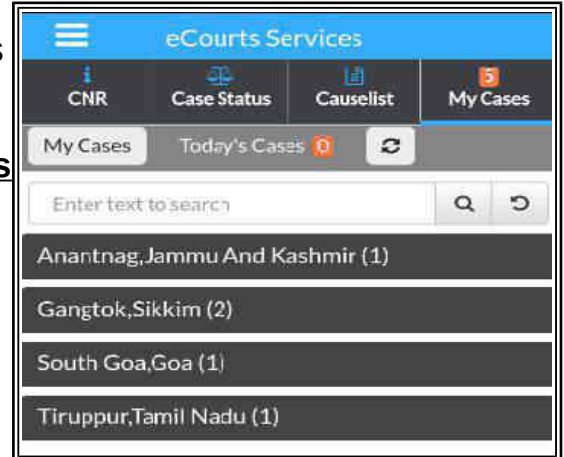 s
eCourts Services
CNR Case Status Causelist 5 My Cases
My Cases Today's Cases 0
s
Enter text to search
Anantnag,Jammu And Kashmir (1)
Gangtok,Sikkim (2)
South Goa,Goa (1)
Tiruppur,Tamil Nadu (1)